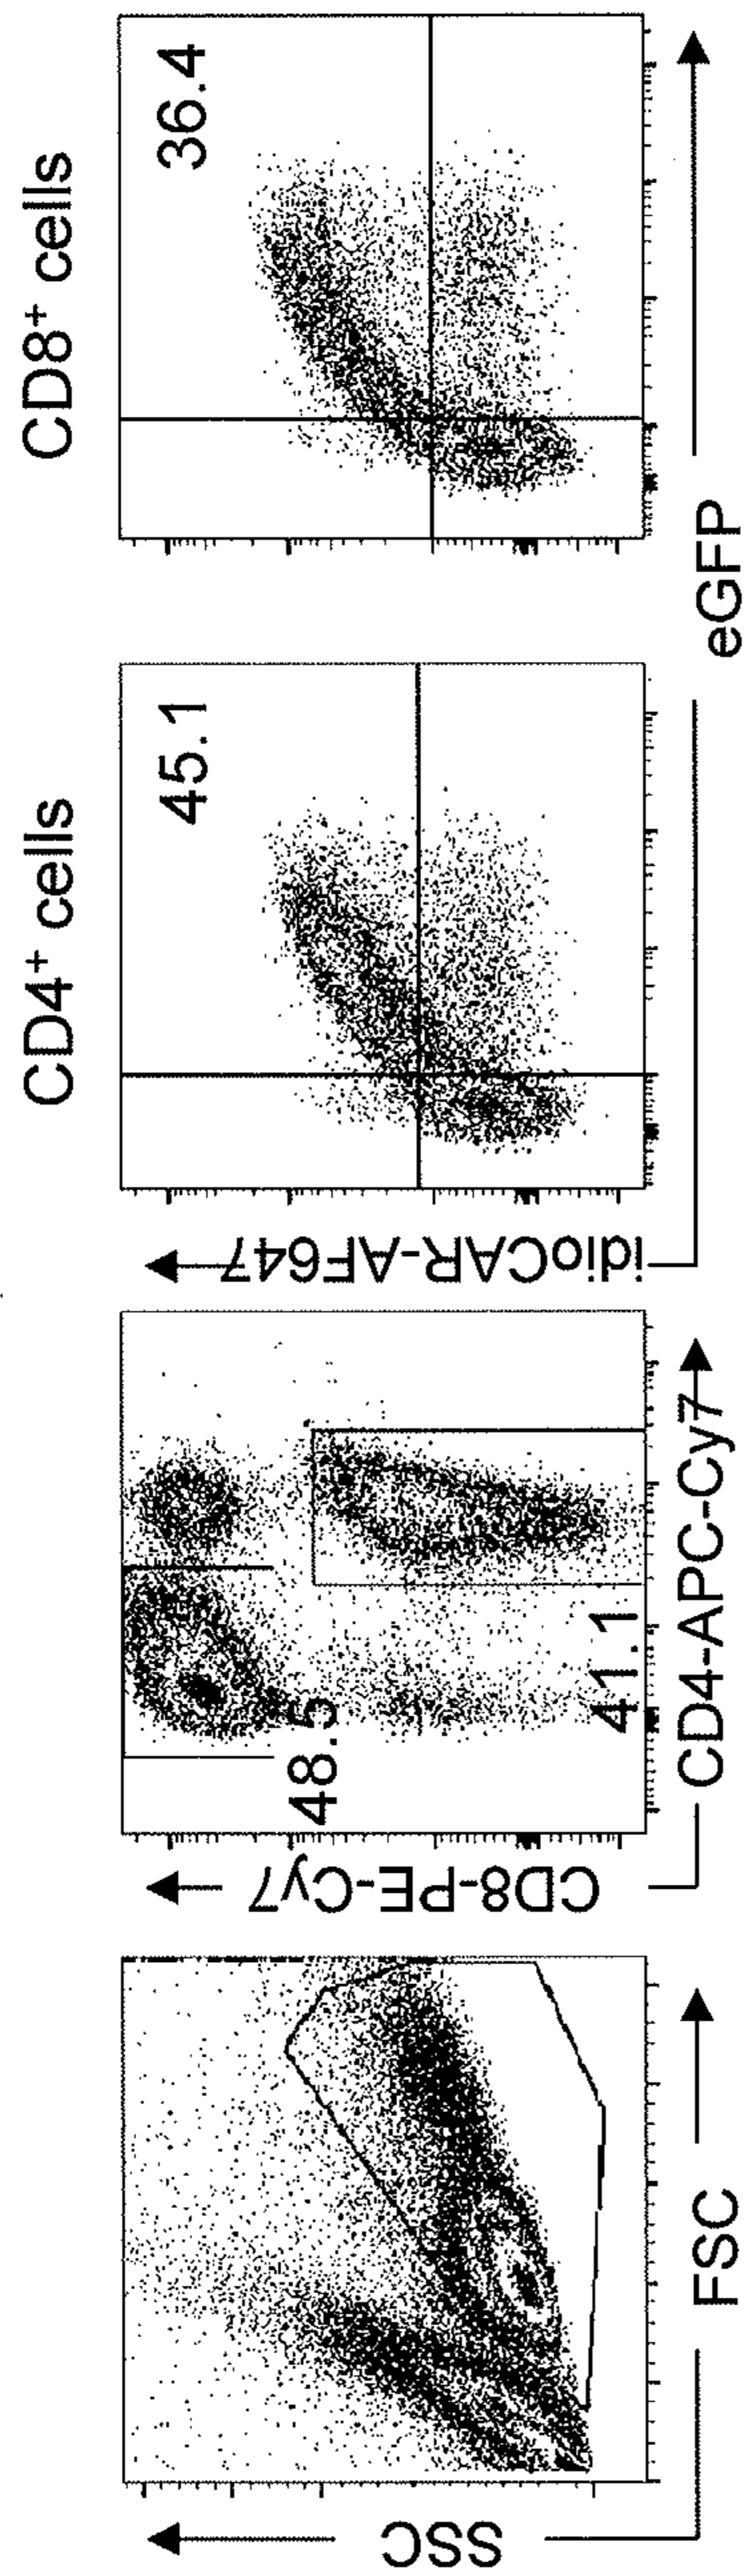 SSC
FSC
CD8-PE-Cy7
CD4-APC-Cy7
48.5
41.1
CD4⁺ cells
45.1
idioCAR-AF647
CD8⁺ cells
36.4
eGFP